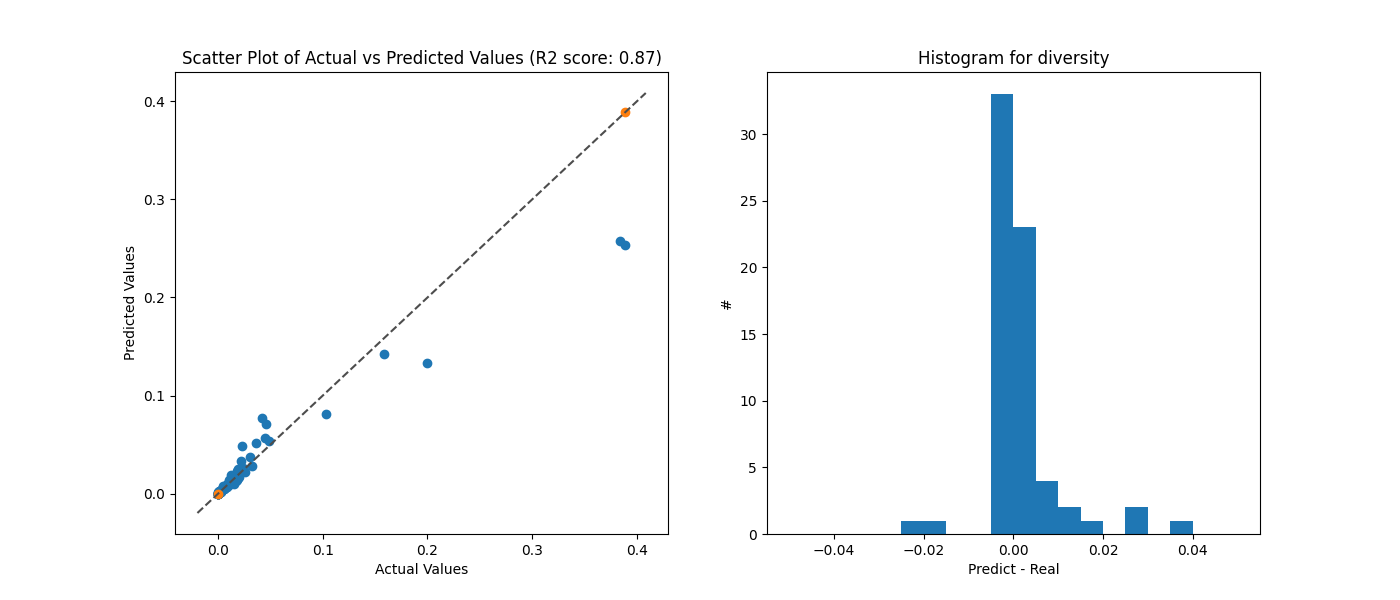 Scatter Plot of Actual vs Predicted Values (R2 score: 0.87)
0.4
0.3
0.2
0.1
0.0
Predicted Values
0.0 0.1 0.2 0.3 0.4
Actual Values
Histogram for diversity
30
25
20
15
10
5
0
#
−0.04 −0.02 0.00 0.02 0.04
Predict - Real